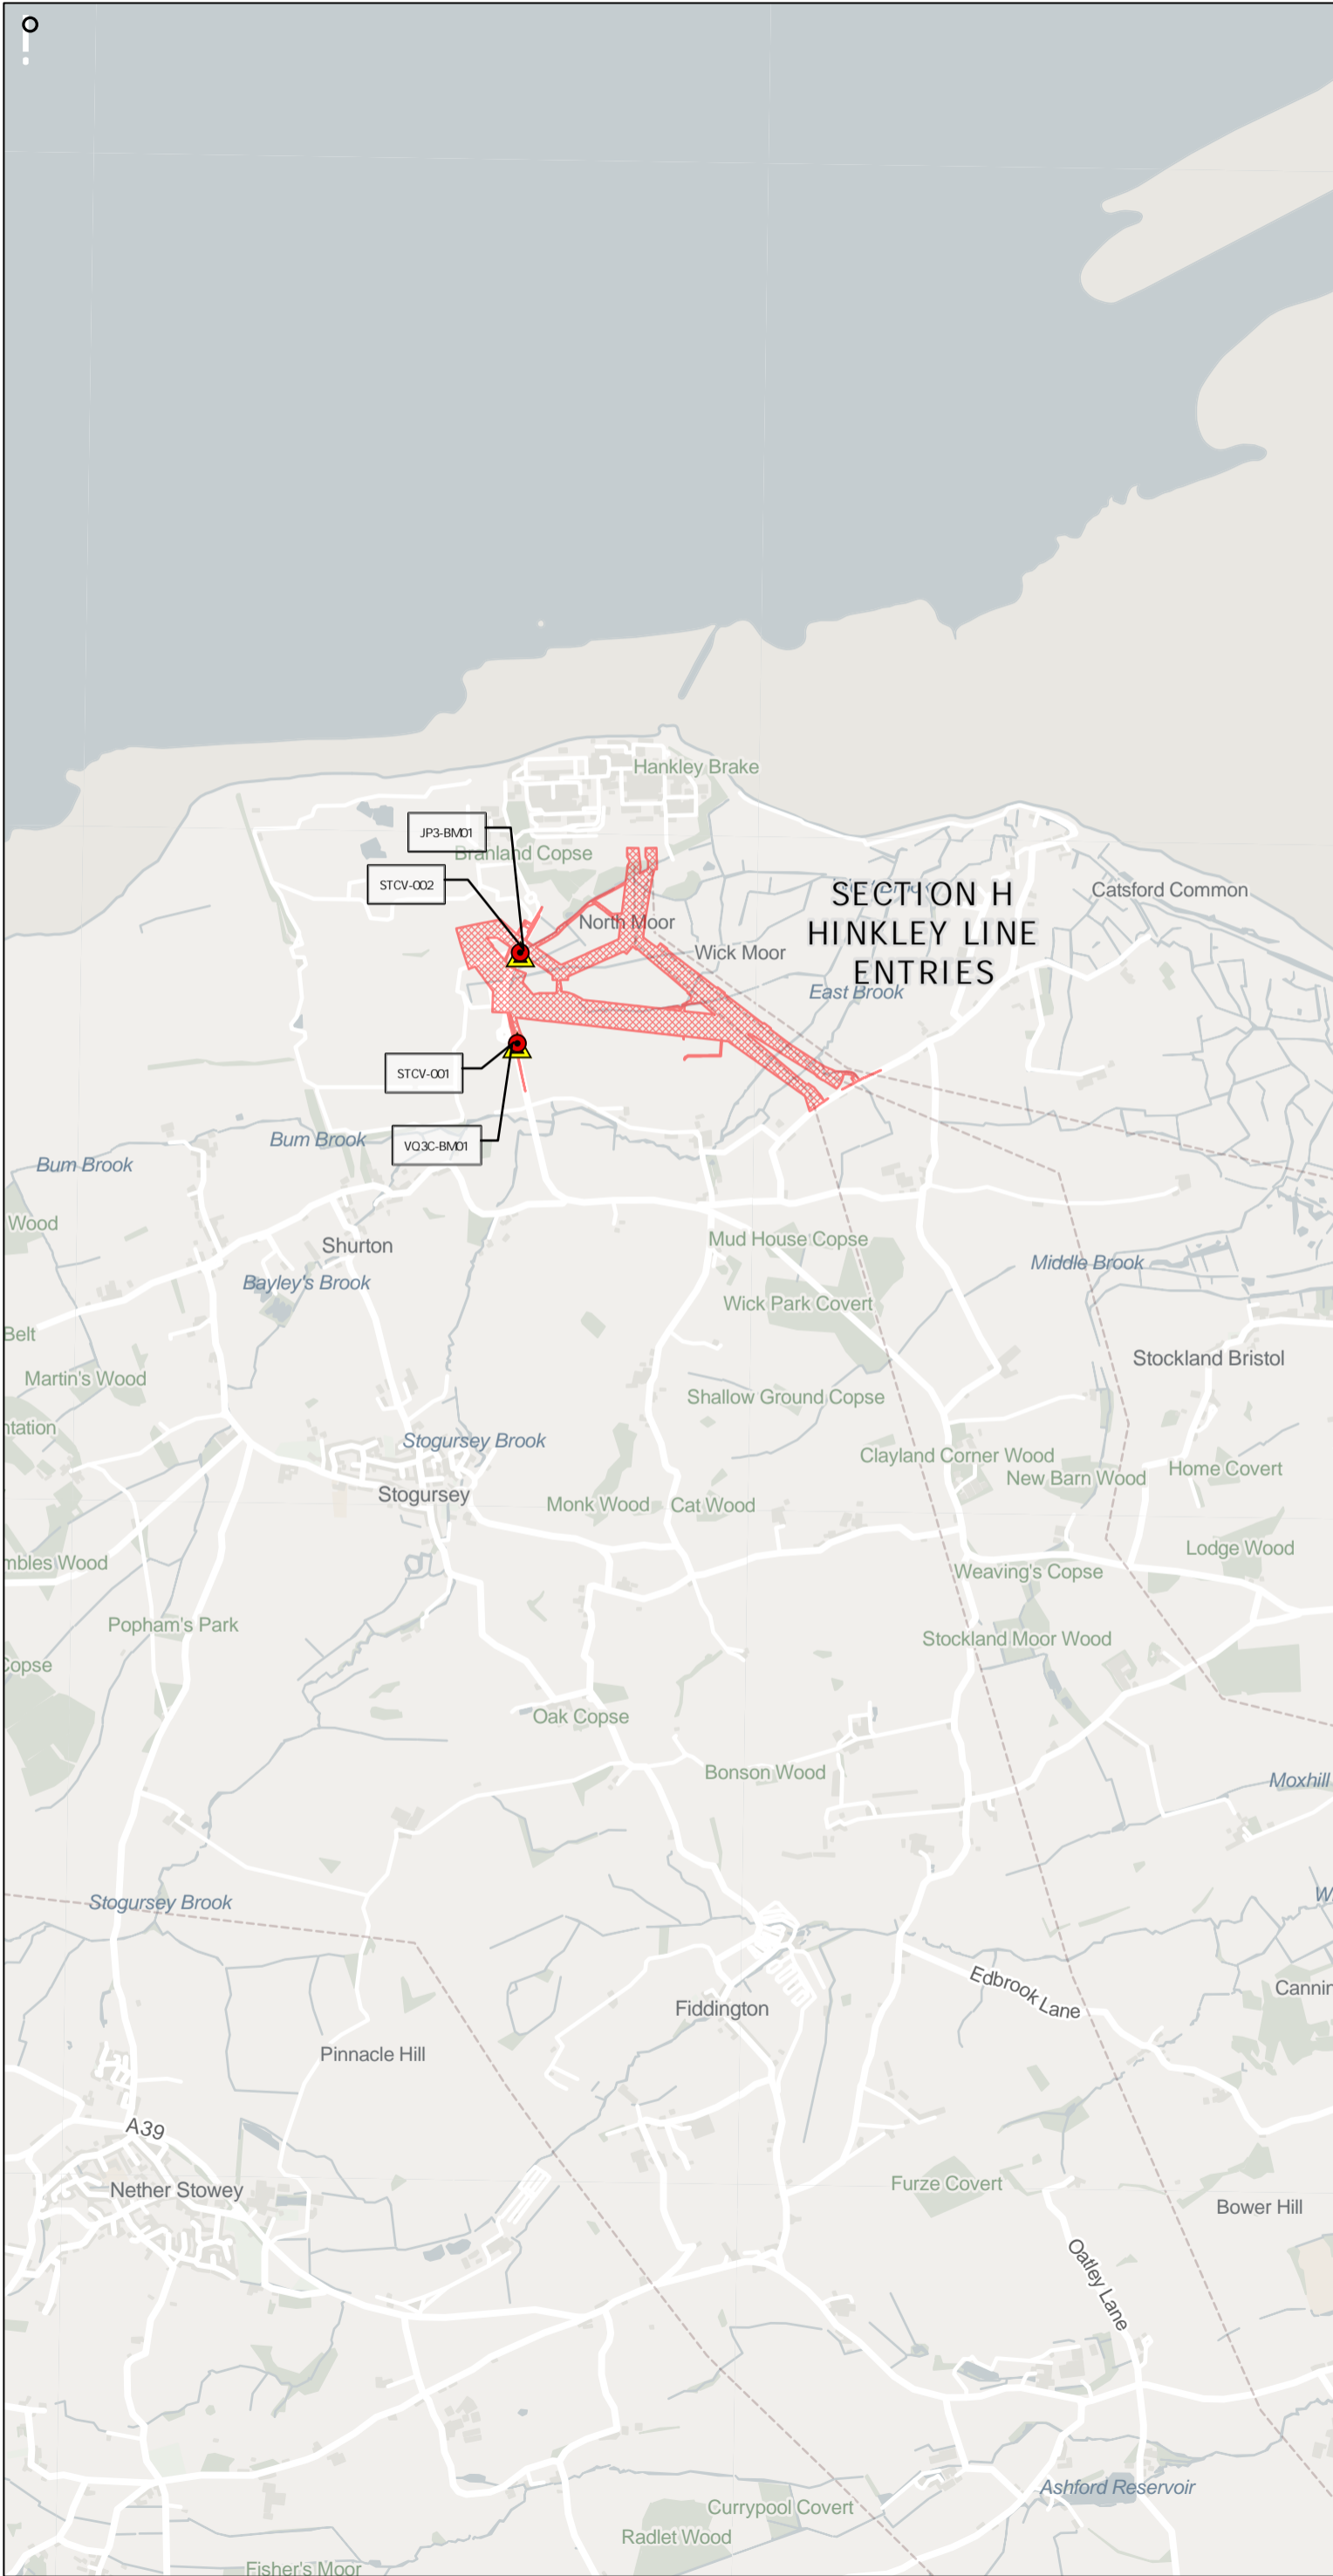 Hankley Brake
JP3-BM01
Branland Copse
STCV-002
SECTION H
HINKLEY LINE
ENTRIES
Catsford Common
North Moor
Wick Moor
East Brook
STCV-001
VQ3C-BM01
Bum Brook
Bum Brook
Wood
Mud House Copse
Shurton
Middle Brook
Bayley's Brook
Wick Park Covert
Belt
Stockland Bristol
Martin's Wood
Shallow Ground Copse
ntation
Stogursey Brook
Clayland Corner Wood
Home Covert
New Barn Wood
Stogursey
Monk Wood
Cat Wood
Lodge Wood
mbles Wood
Weaving's Copse
Popham's Park
Stockland Moor Wood
Copse
Oak Copse
Bonson Wood
Moxhill
Stogursey Brook
W
Edbrook Lane
Cannin
Fiddington
Pinnacle Hill
A39
Furze Covert
Nether Stowey
Bower Hill
Oatley Lane
Ashford Reservoir
Currypool Covert
Radlet Wood
Fisher's Moor